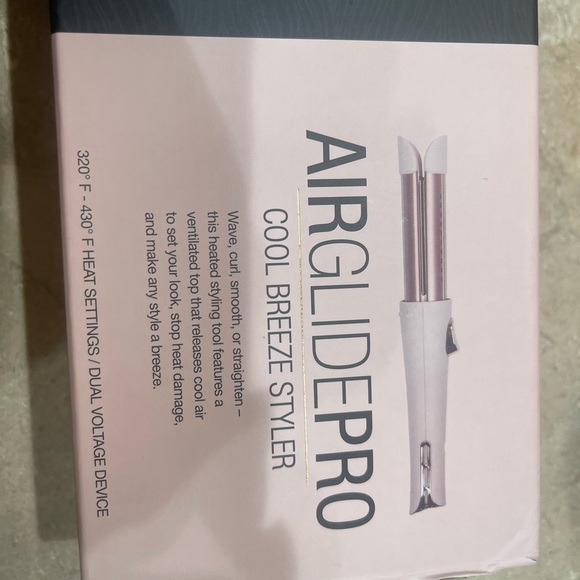 AIRGLIDEPRO
COOL BREEZE STYLER
Wave, curl, smooth, or straighten –
this heated styling tool features a
ventilated top that releases cool air
to set your look, stop heat damage,
and make any style a breeze.
320° F - 430° F HEAT SETTINGS / DUAL VOLTAGE DEVICE